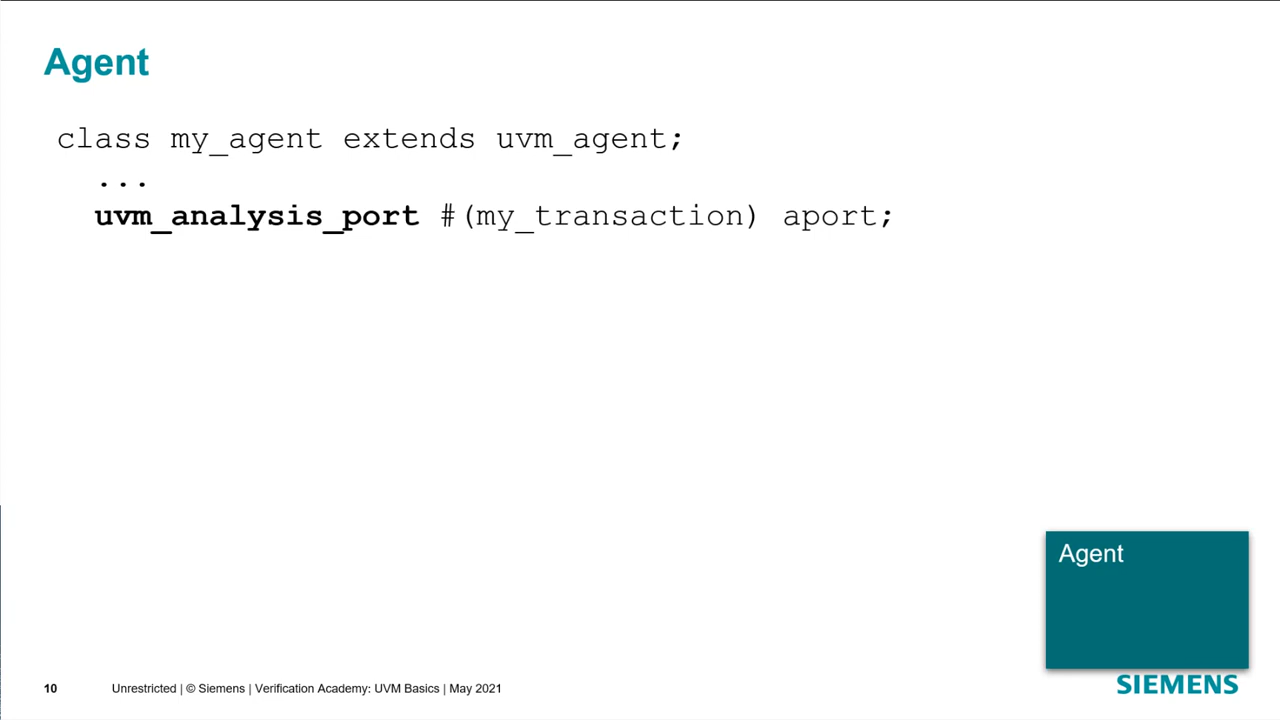 Agent
class my_agent extends uvm_agent;
...
uvm_analysis_port #(my_transaction) aport;
Agent
10 Unrestricted | © Siemens | Verification Academy: UVM Basics | May 2021
SIEMENS